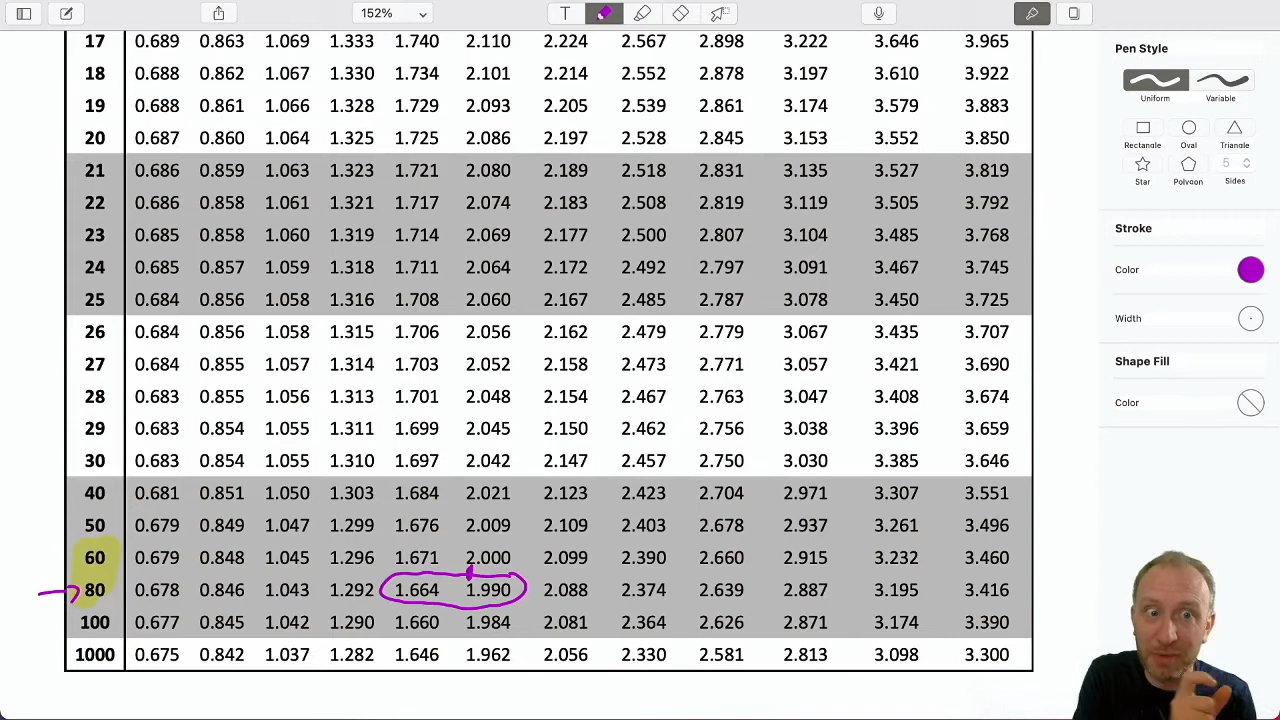 152%
T
17 0.689 0.863 1.069 1.333 1.740 2.110 2.224 2.567 2.898 3.222 3.646 3.965
18 0.688 0.862 1.067 1.330 1.734 2.101 2.214 2.552 2.878 3.197 3.610 3.922
19 0.688 0.861 1.066 1.328 1.729 2.093 2.205 2.539 2.861 3.174 3.579 3.883
20 0.687 0.860 1.064 1.325 1.725 2.086 2.197 2.528 2.845 3.153 3.552 3.850
21 0.686 0.859 1.063 1.323 1.721 2.080 2.189 2.518 2.831 3.135 3.527 3.819
22 0.686 0.858 1.061 1.321 1.717 2.074 2.183 2.508 2.819 3.119 3.505 3.792
23 0.685 0.858 1.060 1.319 1.714 2.069 2.177 2.500 2.807 3.104 3.485 3.768
24 0.685 0.857 1.059 1.318 1.711 2.064 2.172 2.492 2.797 3.091 3.467 3.745
25 0.684 0.856 1.058 1.316 1.708 2.060 2.167 2.485 2.787 3.078 3.450 3.725
26 0.684 0.856 1.058 1.315 1.706 2.056 2.162 2.479 2.779 3.067 3.435 3.707
27 0.684 0.855 1.057 1.314 1.703 2.052 2.158 2.473 2.771 3.057 3.421 3.690
28 0.683 0.855 1.056 1.313 1.701 2.048 2.154 2.467 2.763 3.047 3.408 3.674
29 0.683 0.854 1.055 1.311 1.699 2.045 2.150 2.462 2.756 3.038 3.396 3.659
30 0.683 0.854 1.055 1.310 1.697 2.042 2.147 2.457 2.750 3.030 3.385 3.646
40 0.681 0.851 1.050 1.303 1.684 2.021 2.123 2.423 2.704 2.971 3.307 3.551
50 0.679 0.849 1.047 1.299 1.676 2.009 2.109 2.403 2.678 2.937 3.261 3.496
60 0.679 0.848 1.045 1.296 1.671 2.000 2.099 2.390 2.660 2.915 3.232 3.460
80 0.678 0.846 1.043 1.292 1.664 1.990 2.088 2.374 2.639 2.887 3.195 3.416
100 0.677 0.845 1.042 1.290 1.660 1.984 2.081 2.364 2.626 2.871 3.174 3.390
1000 0.675 0.842 1.037 1.282 1.646 1.962 2.056 2.330 2.581 2.813 3.098 3.300
Pen Style
Uniform Variable
Rectangle Oval Triangle
5
Star Polygon Sides
Stroke
Color
Width
Shape Fill
Color